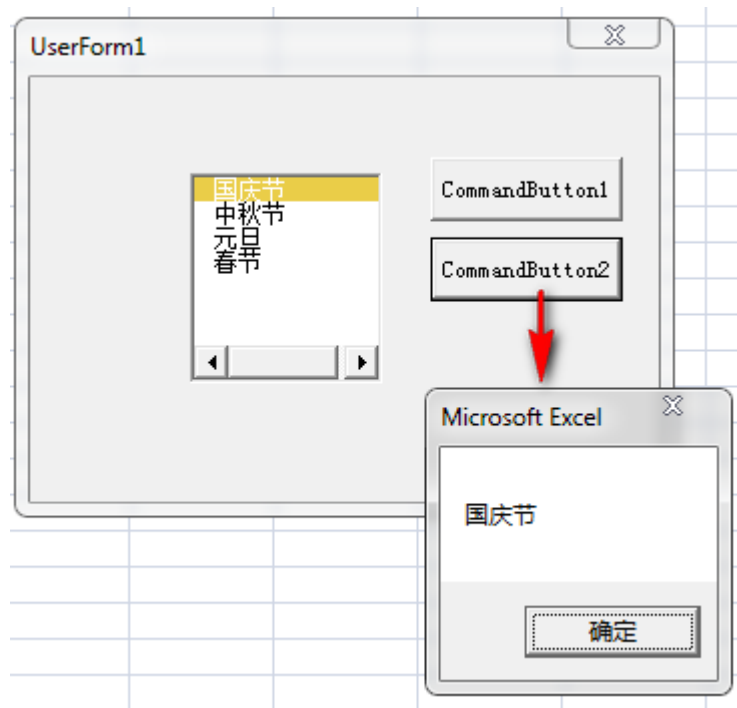 UserForm1
国庆节
中秋节
元旦
春节
CommandButton1
CommandButton2
Microsoft Excel
国庆节
确定